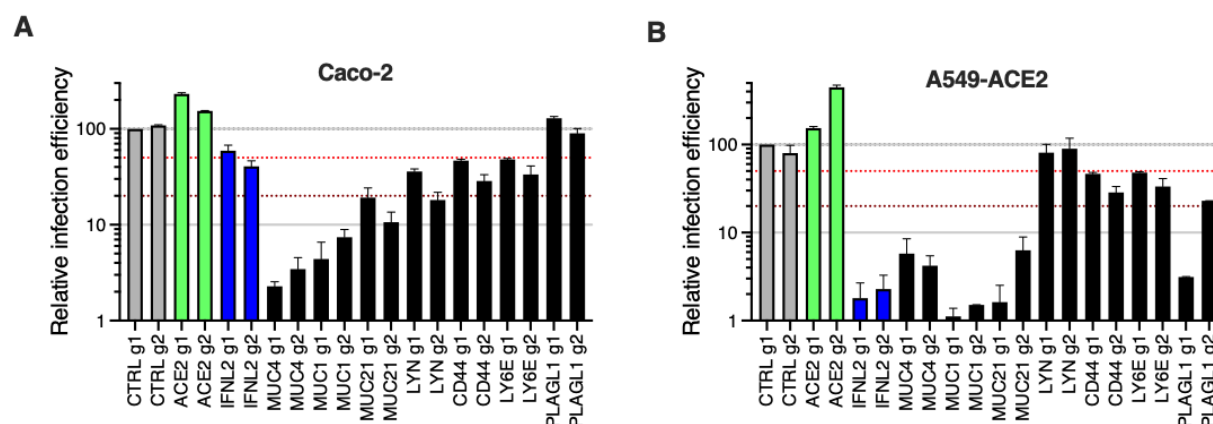 A
Caco-2
Relative infection efficiency
100
10
1
CTRL g1
CTRL g2
ACE2 g1
ACE2 g2
IFNL2 g1
IFNL2 g2
MUC4 g1
MUC4 g2
MUC1 g1
MUC1 g2
MUC21 g1
MUC21 g2
LYN g1
LYN g2
CD44 g1
CD44 g2
LY6E g1
LY6E g2
PLAGL1 g1
PLAGL1 g2
B
A549-ACE2
Relative infection efficiency
100
10
1
CTRL g1
CTRL g2
ACE2 g1
ACE2 g2
IFNL2 g1
IFNL2 g2
MUC4 g1
MUC4 g2
MUC1 g1
MUC1 g2
MUC21 g1
MUC21 g2
LYN g1
LYN g2
CD44 g1
CD44 g2
LY6E g1
LY6E g2
PLAGL1 g1
PLAGL1 g2